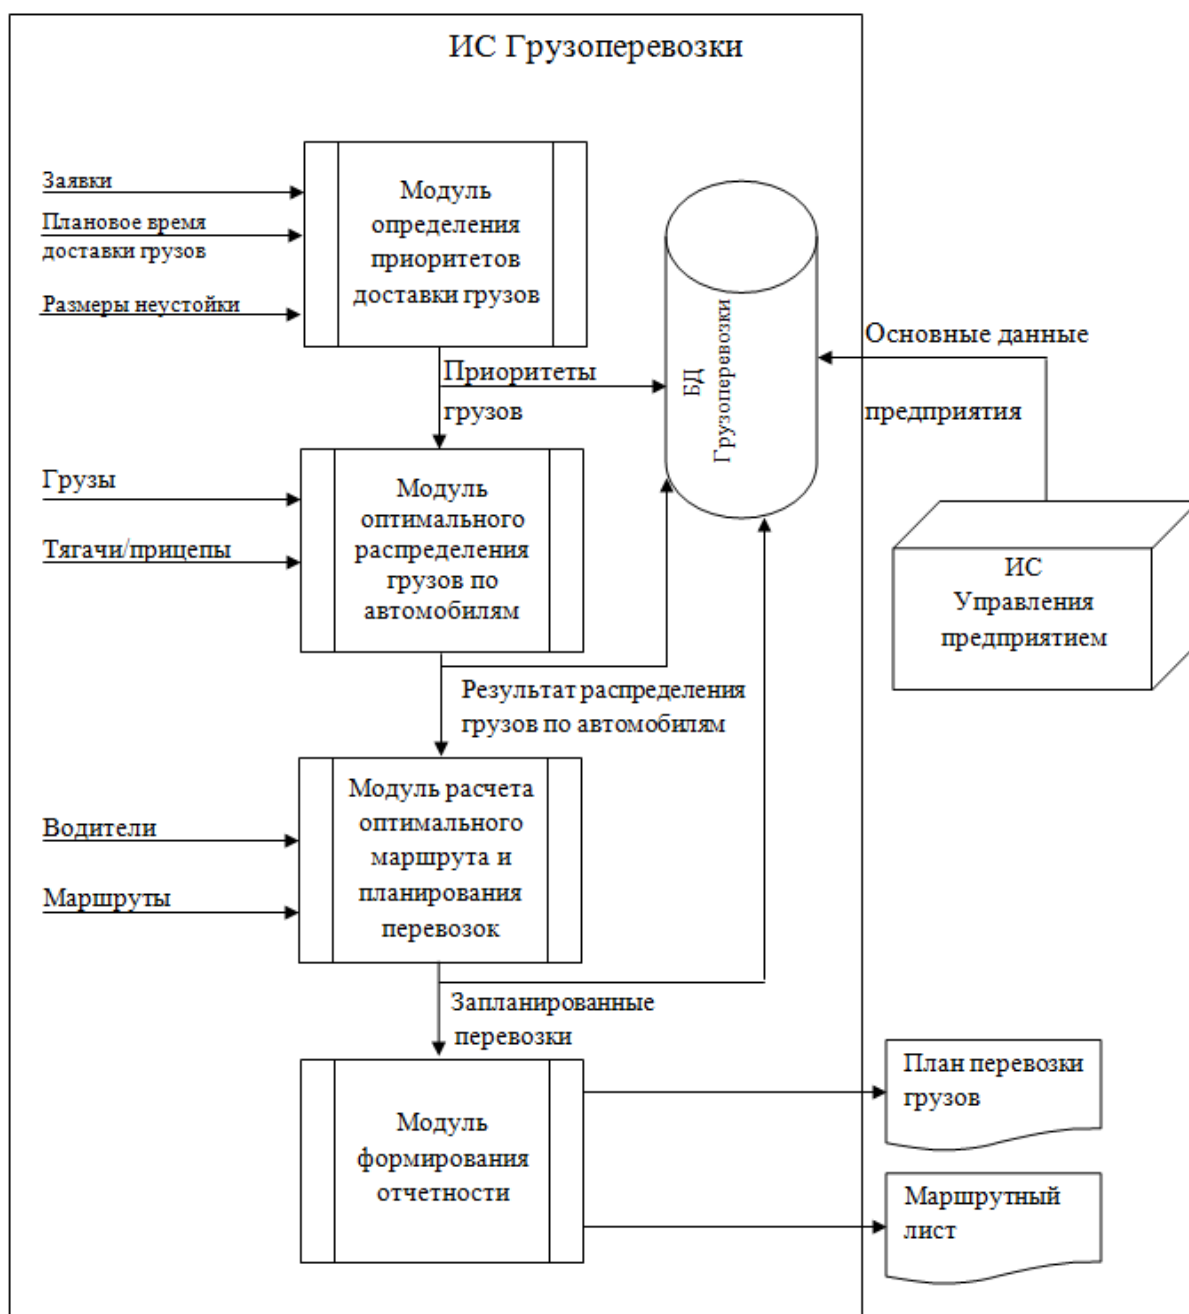 ИС Грузоперевозки
Заявки
Плановое время
доставки грузов
Размеры неустойки
Модуль
определения
приоритетов
доставки грузов
БД
Грузоперевозки
Основные данные
предприятия
Приоритеты
грузов
Грузы
Тягачи/прицепы
Модуль
оптимального
распределения
грузов по
автомобилям
ИС
Управления
предприятием
Результат распределения
грузов по автомобилям
Водители
Маршруты
Модуль расчета
оптимального
маршрута и
планирования
перевозок
Запланированные
перевозки
Модуль
формирования
отчетности
План перевозки
грузов
Маршрутный
лист